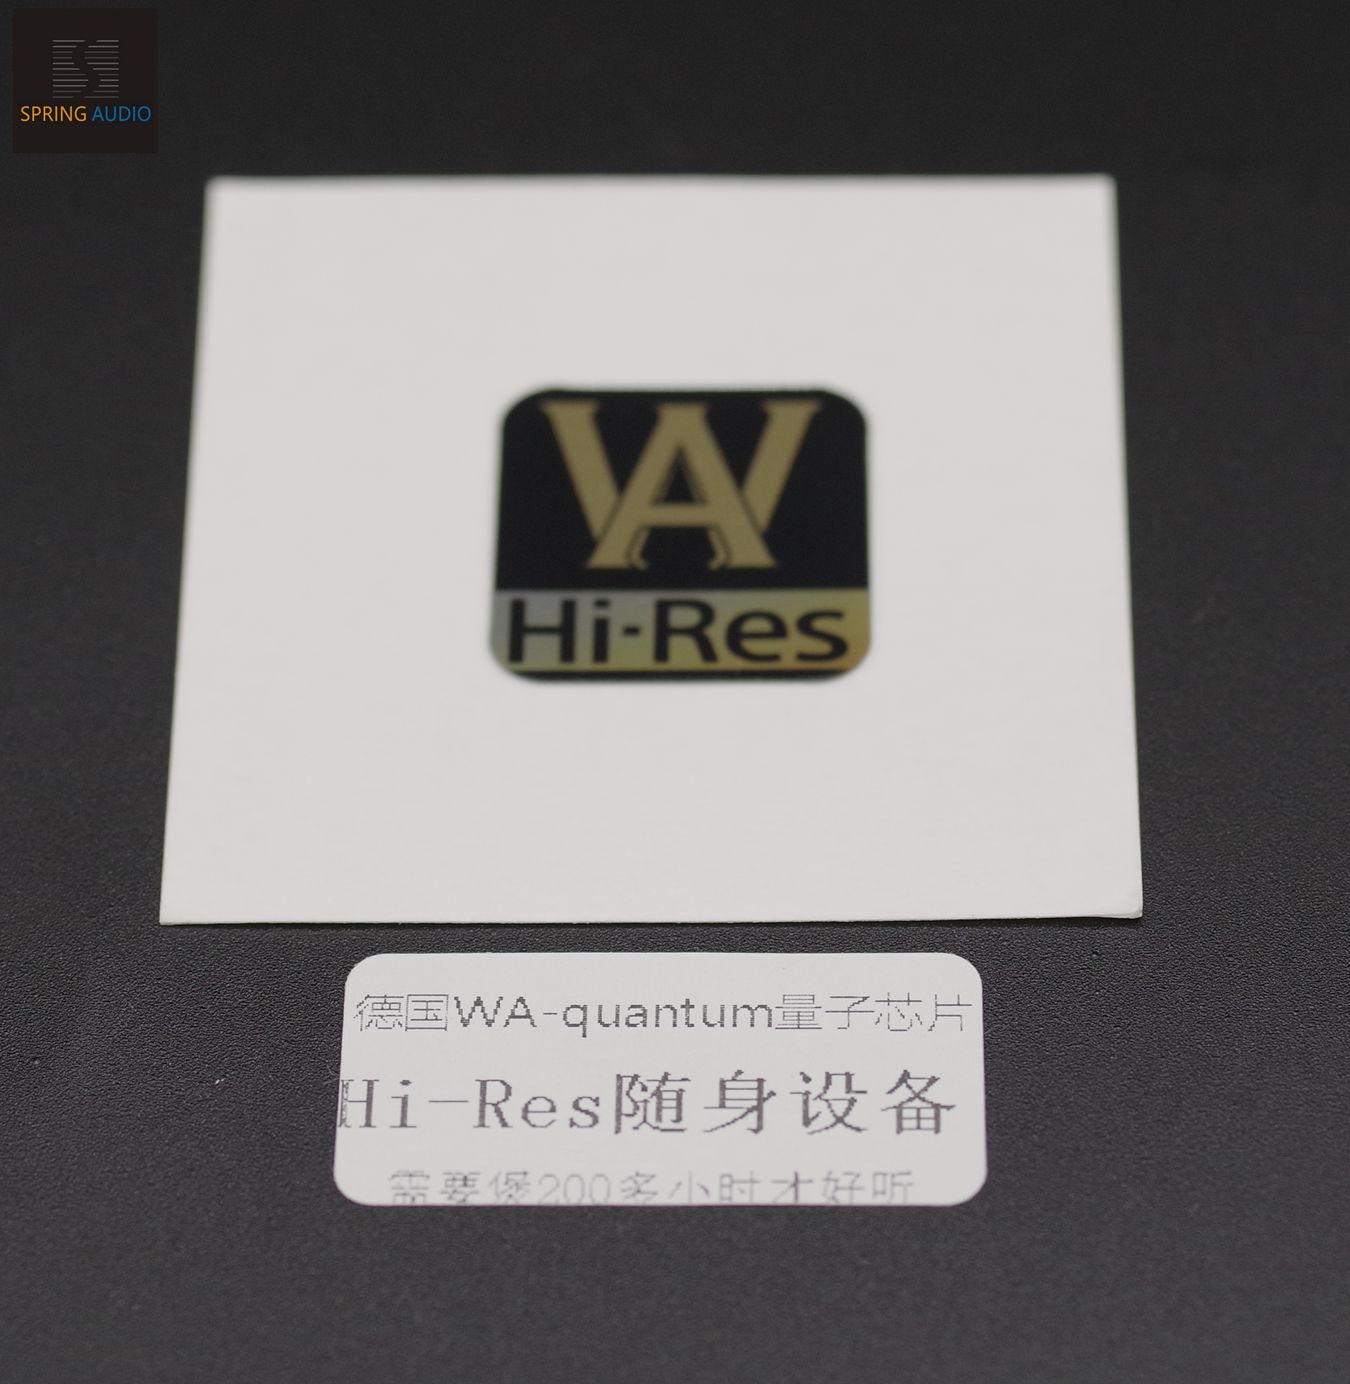 SPRING AUDIO
WA
Hi-Res
德国WA-quantum量子芯片
Hi-Res随身设备
需要煲200多小时才好听